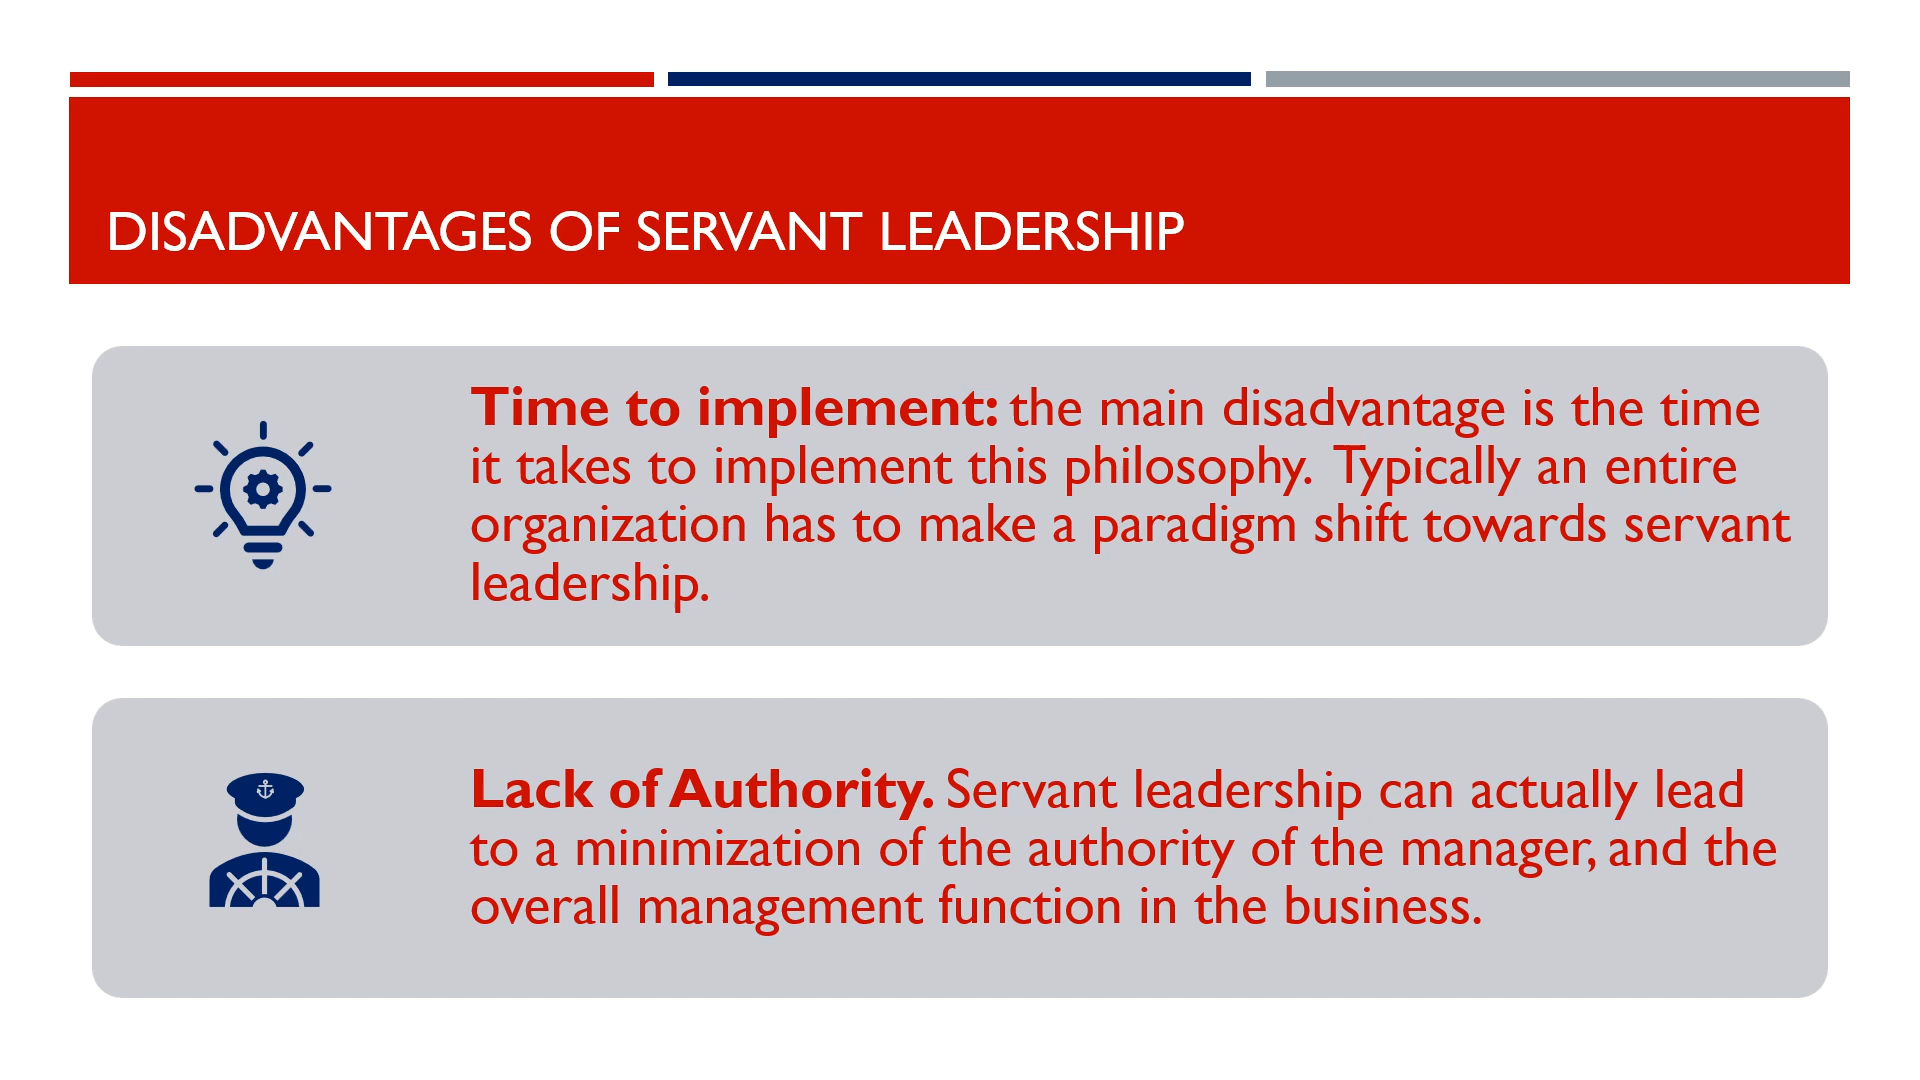 DISADVANTAGES OF SERVANT LEADERSHIP
Time to implement: the main disadvantage is the time
it takes to implement this philosophy.  Typically an entire
organization has to make a paradigm shift towards servant
leadership.
Lack of Authority. Servant leadership can actually lead
to a minimization of the authority of the manager, and the
overall management function in the business.